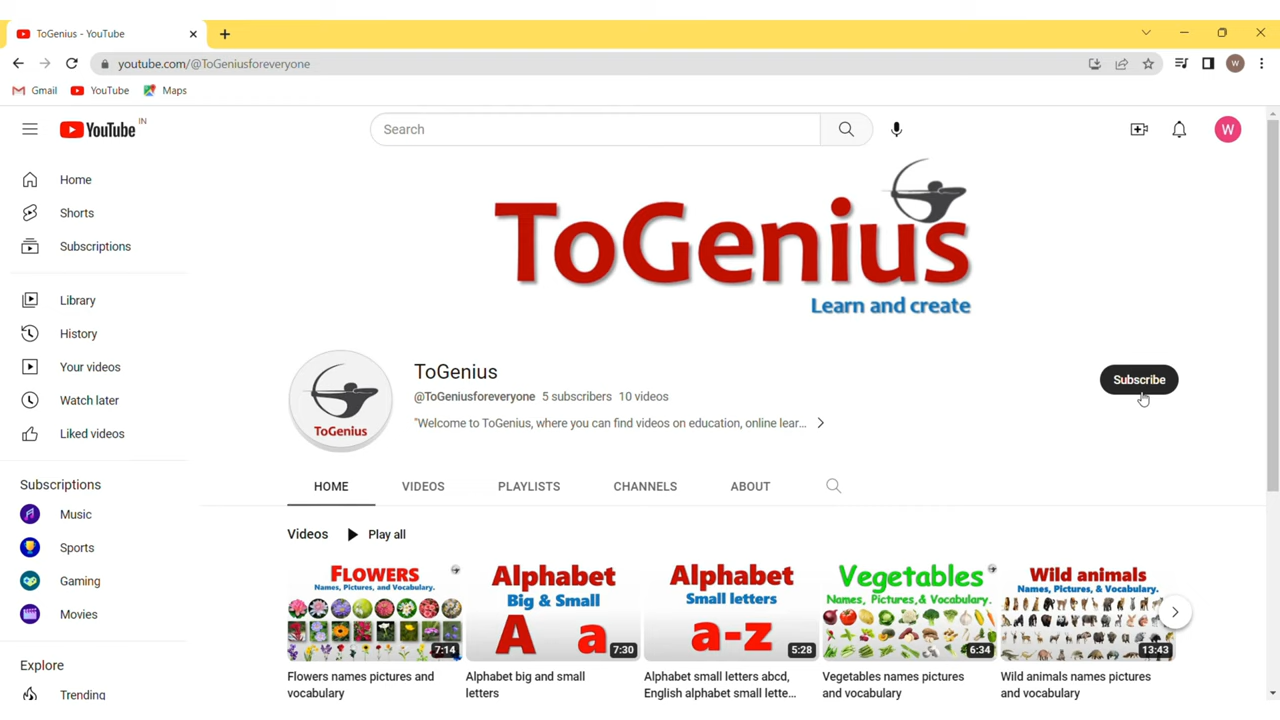 ToGenius - YouTube
youtube.com/@ToGeniusforeveryone
W
Gmail YouTube Maps
YouTube IN
Search
W
Home
Shorts
Subscriptions
Library
History
Your videos
Watch later
Liked videos
Subscriptions
Music
Sports
Gaming
Movies
Explore
Trending
ToGenius
Learn and create
ToGenius
ToGenius
@ToGeniusforeveryone 5 subscribers 10 videos
"Welcome to ToGenius, where you can find videos on education, online lear...
Subscribe
HOME VIDEOS PLAYLISTS CHANNELS ABOUT
Videos Play all
FLOWERS
Names, Pictures, and Vocabulary.
7:14
Flowers names pictures and
vocabulary
Alphabet
Big & Small
A a
7:30
Alphabet big and small
letters
Alphabet
Small letters
a-z
5:28
Alphabet small letters abcd,
English alphabet small lette...
Vegetables
Names, Pictures,& Vocabulary.
6:34
Vegetables names pictures
and vocabulary
Wild animals
Names, Pictures, & Vocabulary.
13:43
Wild animals names pictures
and vocabulary